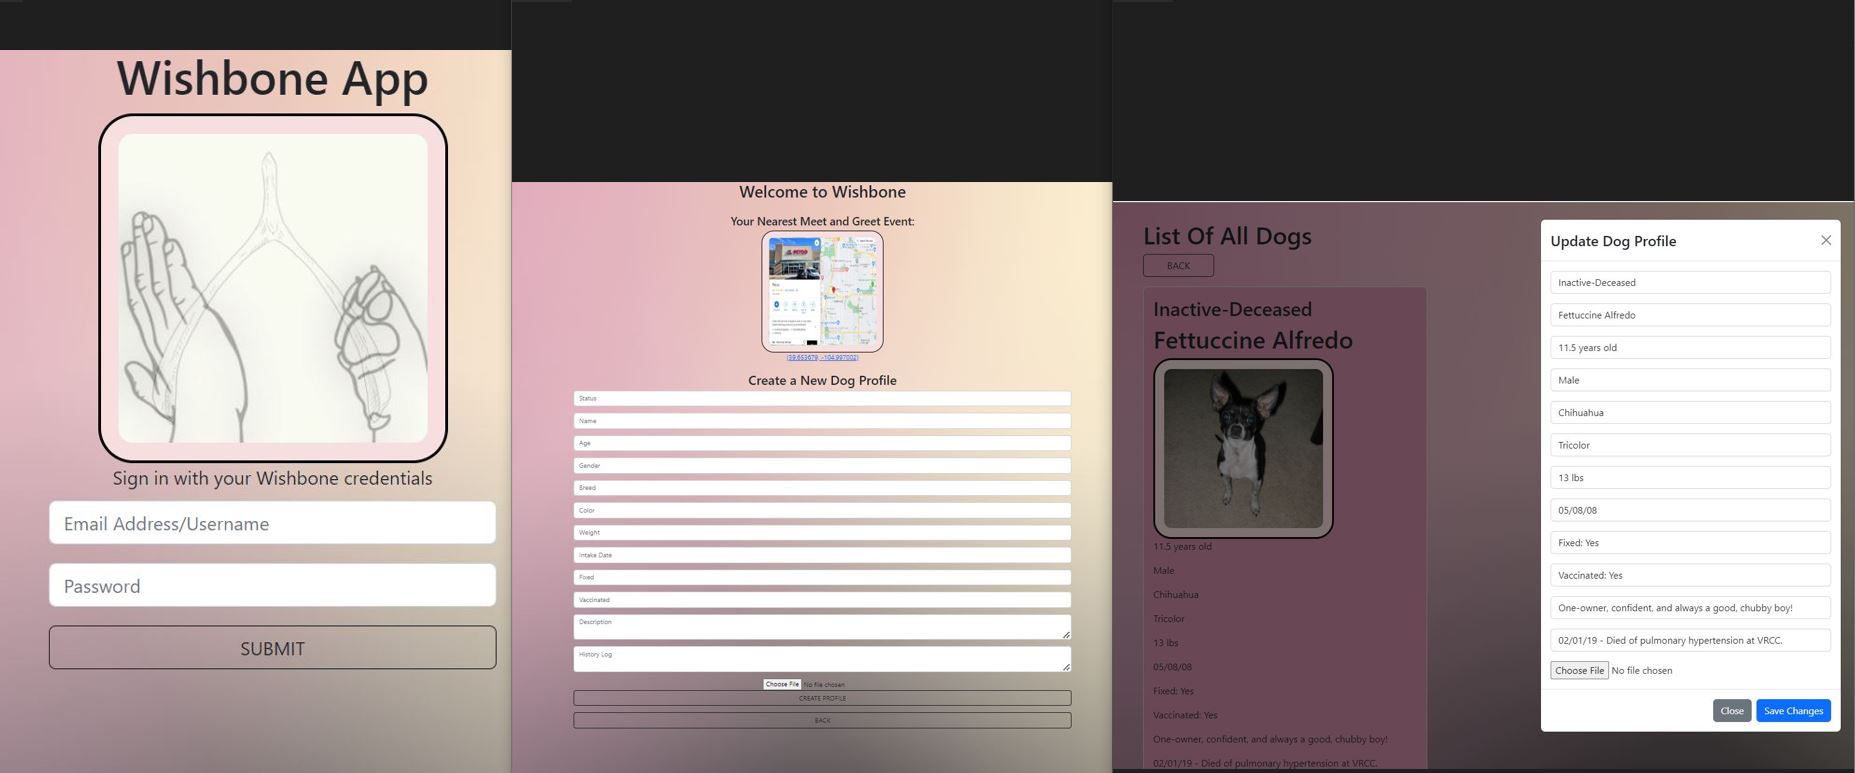 Wishbone App
Sign in with your Wishbone credentials
Email Address/Username
Password
SUBMIT
Welcome to Wishbone
Your Nearest Meet and Greet Event:
PETCO
(39.653679, -104.997002)
Create a New Dog Profile
Status
Name
Age
Gender
Breed
Color
Weight
Intake Date
Fixed
Vaccinated
Description
History Log
Choose File No file chosen
CREATE PROFILE
BACK
List Of All Dogs
BACK
Inactive-Deceased
Fettuccine Alfredo
11.5 years old
Male
Chihuahua
Tricolor
13 lbs
05/08/08
Fixed: Yes
Vaccinated: Yes
One-owner, confident, and always a good, chubby boy!
02/01/19 - Died of pulmonary hypertension at VRCC.
Update Dog Profile
Inactive-Deceased
Fettuccine Alfredo
11.5 years old
Male
Chihuahua
Tricolor
13 lbs
05/08/08
Fixed: Yes
Vaccinated: Yes
One-owner, confident, and always a good, chubby boy!
02/01/19 - Died of pulmonary hypertension at VRCC.
Choose File No file chosen
Close
Save Changes